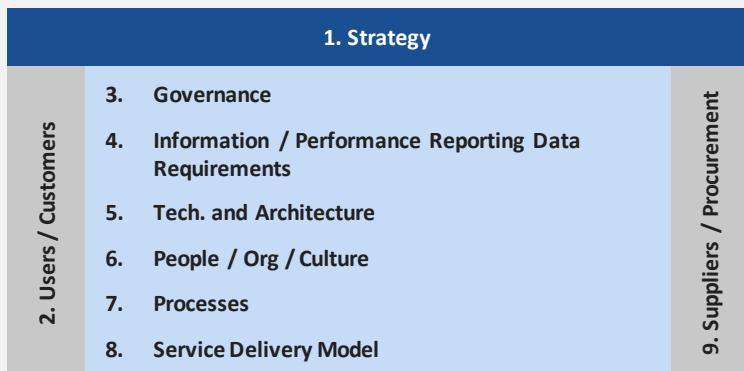 1. Strategy
2. Users / Customers
3. Governance
4. Information / Performance Reporting Data
Requirements
5. Tech. and Architecture
6. People / Org / Culture
7. Processes
8. Service Delivery Model
9. Suppliers / Procurement